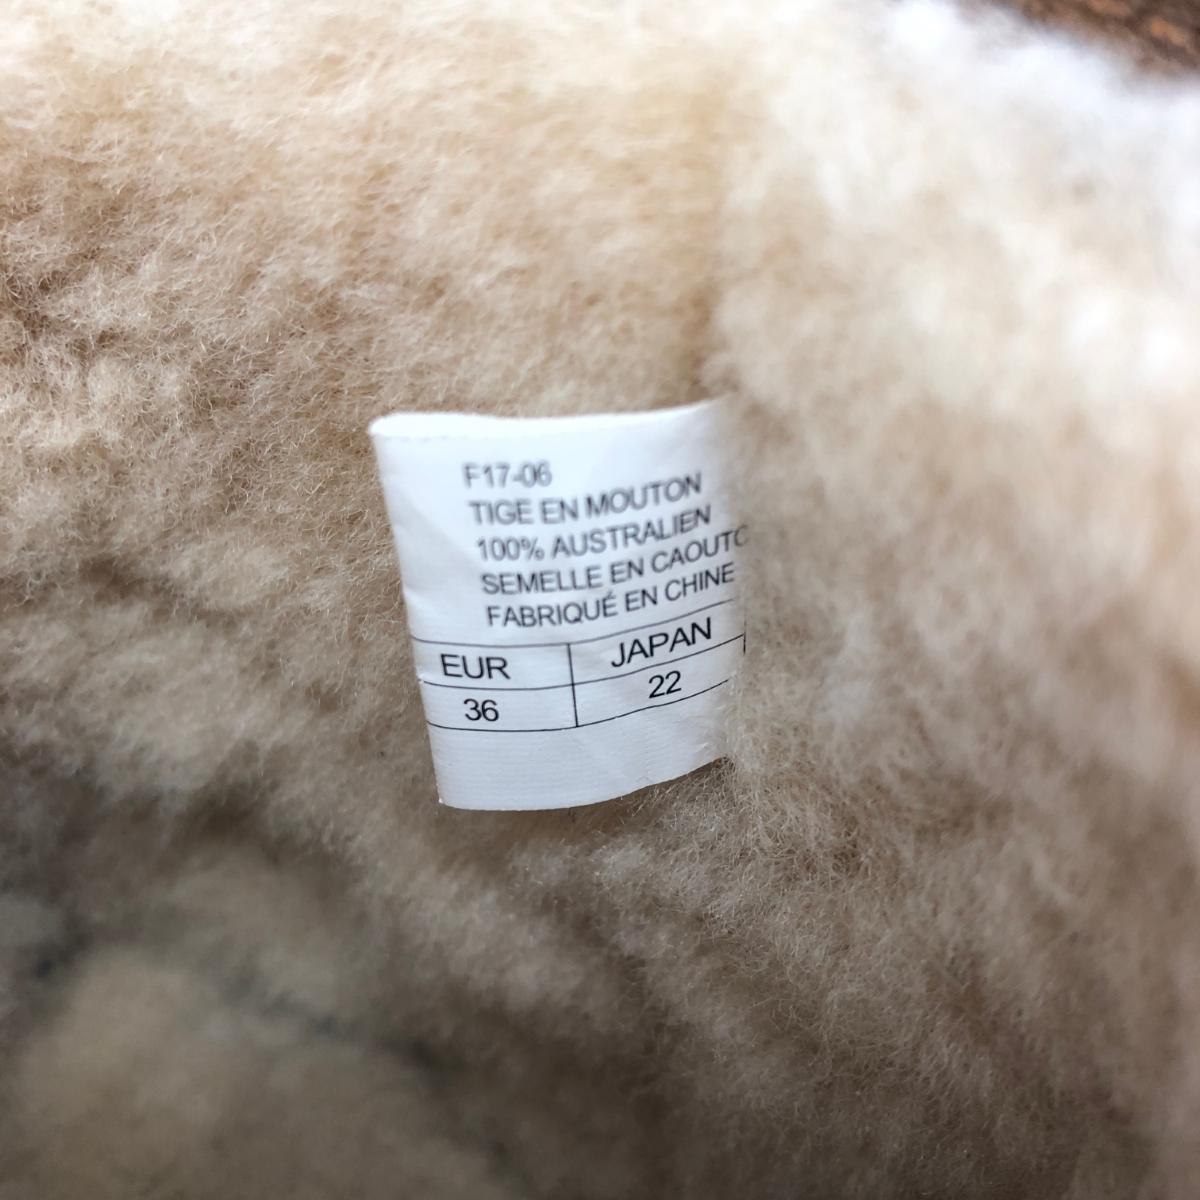 F17-06
TIGE EN MOUTON
100% AUSTRALIEN
SEMELLE EN CAOUTC
FABRIQUÉ EN CHINE
EUR JAPAN
36 22